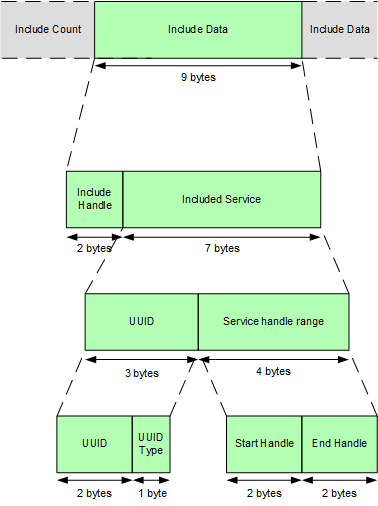 Include Count
Include Data
Include Data
9 bytes
Include
Handle
Included Service
2 bytes
7 bytes
UUID
Service handle range
3 bytes
4 bytes
UUID
UUID
Type
Start Handle
End Handle
2 bytes
1 byte
2 bytes
2 bytes